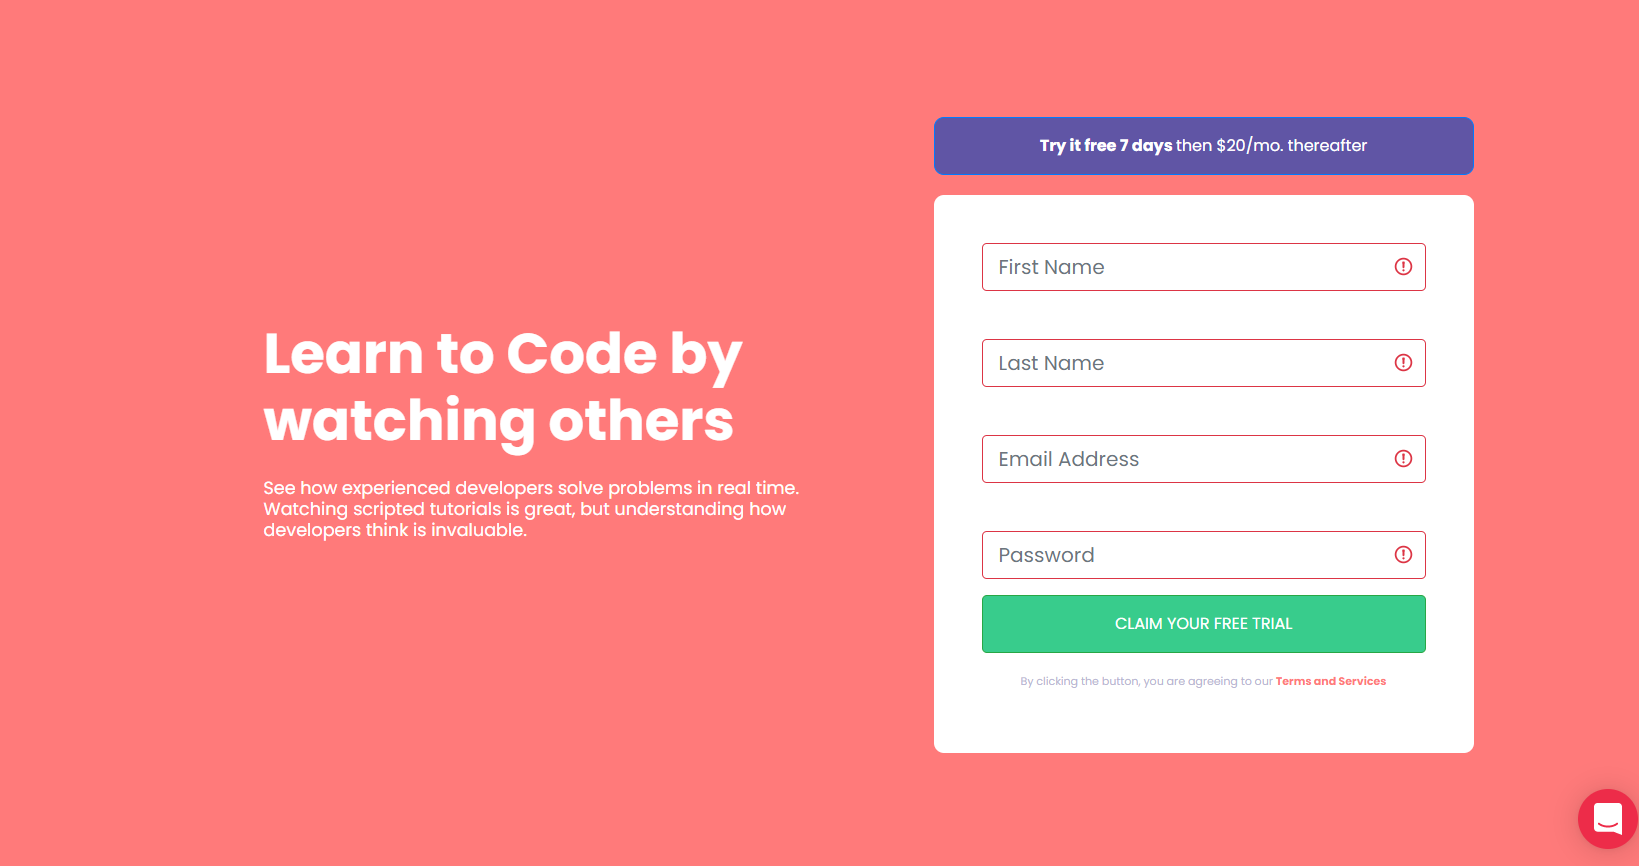 Learn to Code by
watching others
See how experienced developers solve problems in real time.
Watching scripted tutorials is great, but understanding how
developers think is invaluable.
Try it free 7 days then $20/mo. thereafter
First Name
Last Name
Email Address
Password
CLAIM YOUR FREE TRIAL
By clicking the button, you are agreeing to our Terms and Services